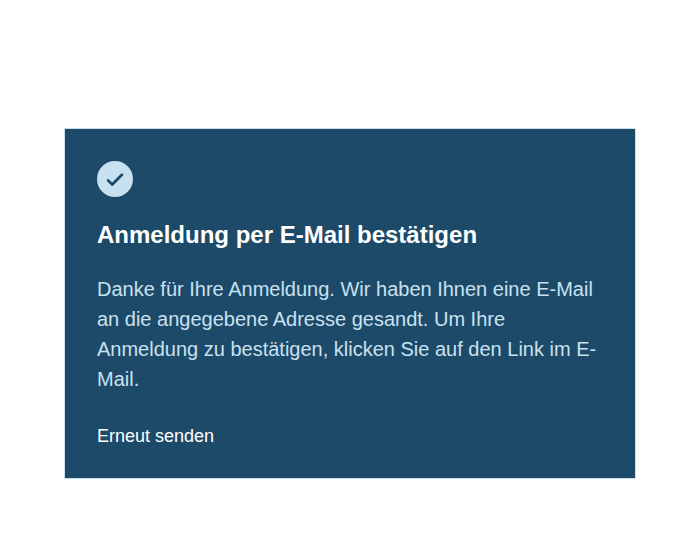 Anmeldung per E-Mail bestätigen
Danke für Ihre Anmeldung. Wir haben Ihnen eine E-Mail
an die angegebene Adresse gesandt. Um Ihre
Anmeldung zu bestätigen, klicken Sie auf den Link im E-
Mail.
Erneut senden